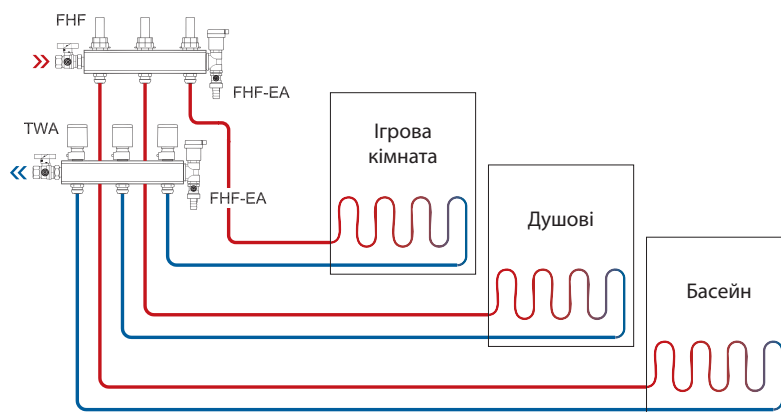 FHF
FHF-EA
TWA
FHF-EA
Ігрова
кімната
Душові
Басейн